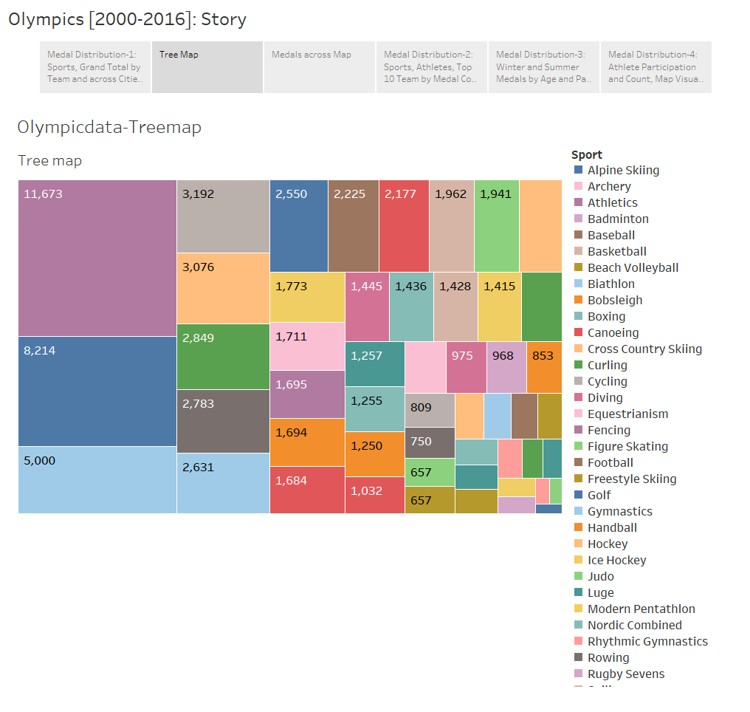 Olympics [2000-2016]: Story
Medal Distribution-1:
Sports, Grand Total by
Team and across Citie..
Tree Map
Medals across Map
Medal Distribution-2:
Sports, Athletes, Top
10 Team by Medal Co..
Medal Distribution-3:
Winter and Summer
Medals by Age and Pa..
Medal Distribution-4:
Athlete Participation
and Count, Map Visua..
Olympicdata-Treemap
Tree map
11,673
8,214
5,000
3,192
3,076
2,849
2,783
2,631
2,550
2,225
2,177
1,962
1,941
1,773
1,711
1,695
1,694
1,684
1,445
1,436
1,428
1,415
1,257
1,255
1,250
1,032
975
968
853
809
750
657
657
Sport
Alpine Skiing
Archery
Athletics
Badminton
Baseball
Basketball
Beach Volleyball
Biathlon
Bobsleigh
Boxing
Canoeing
Cross Country Skiing
Curling
Cycling
Diving
Equestrianism
Fencing
Figure Skating
Football
Freestyle Skiing
Golf
Gymnastics
Handball
Hockey
Ice Hockey
Judo
Luge
Modern Pentathlon
Nordic Combined
Rhythmic Gymnastics
Rowing
Rugby Sevens